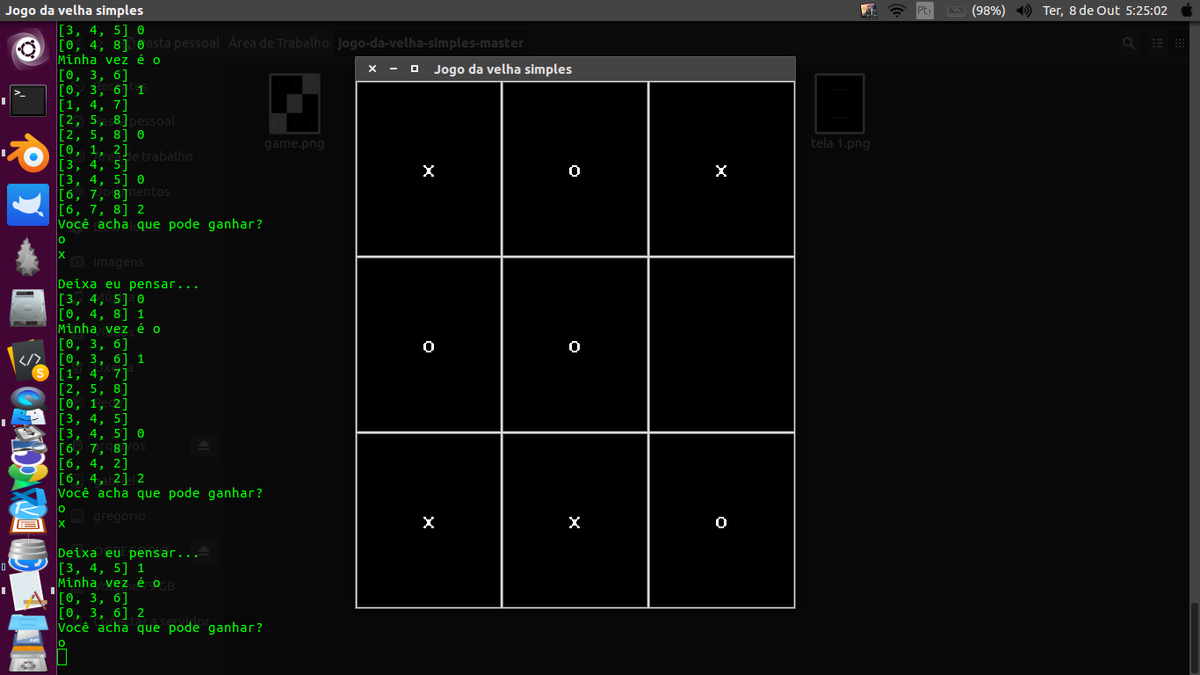 Jogo da velha simples
Pt₁
(98%)
Ter, 8 de Out 5:25:02
[3, 4, 5] 0
[0, 4, 8] 0
Minha vez é o
[0, 3, 6]
[0, 3, 6] 1
[1, 4, 7]
[2, 5, 8]
[2, 5, 8] 0
[0, 1, 2]
[3, 4, 5]
[3, 4, 5] 0
[6, 7, 8]
[6, 7, 8] 2
Você acha que pode ganhar?
o
x
Deixa eu pensar...
[3, 4, 5] 0
[0, 4, 8] 1
Minha vez é o
[0, 3, 6]
[0, 3, 6] 1
[1, 4, 7]
[2, 5, 8]
[0, 1, 2]
[3, 4, 5]
[3, 4, 5] 0
[6, 7, 8]
[6, 4, 2]
[6, 4, 2] 2
Você acha que pode ganhar?
o
x
Deixa eu pensar...
[3, 4, 5] 1
Minha vez é o
[0, 3, 6]
[0, 3, 6] 2
Você acha que pode ganhar?
o
pessoal
Área de Trabalho
jogo-da-velha-simples-master
pessoal
trabalho
Imagens
gregorio
game.png
tela 1.png
Jogo da velha simples
X O X
O O
X X O